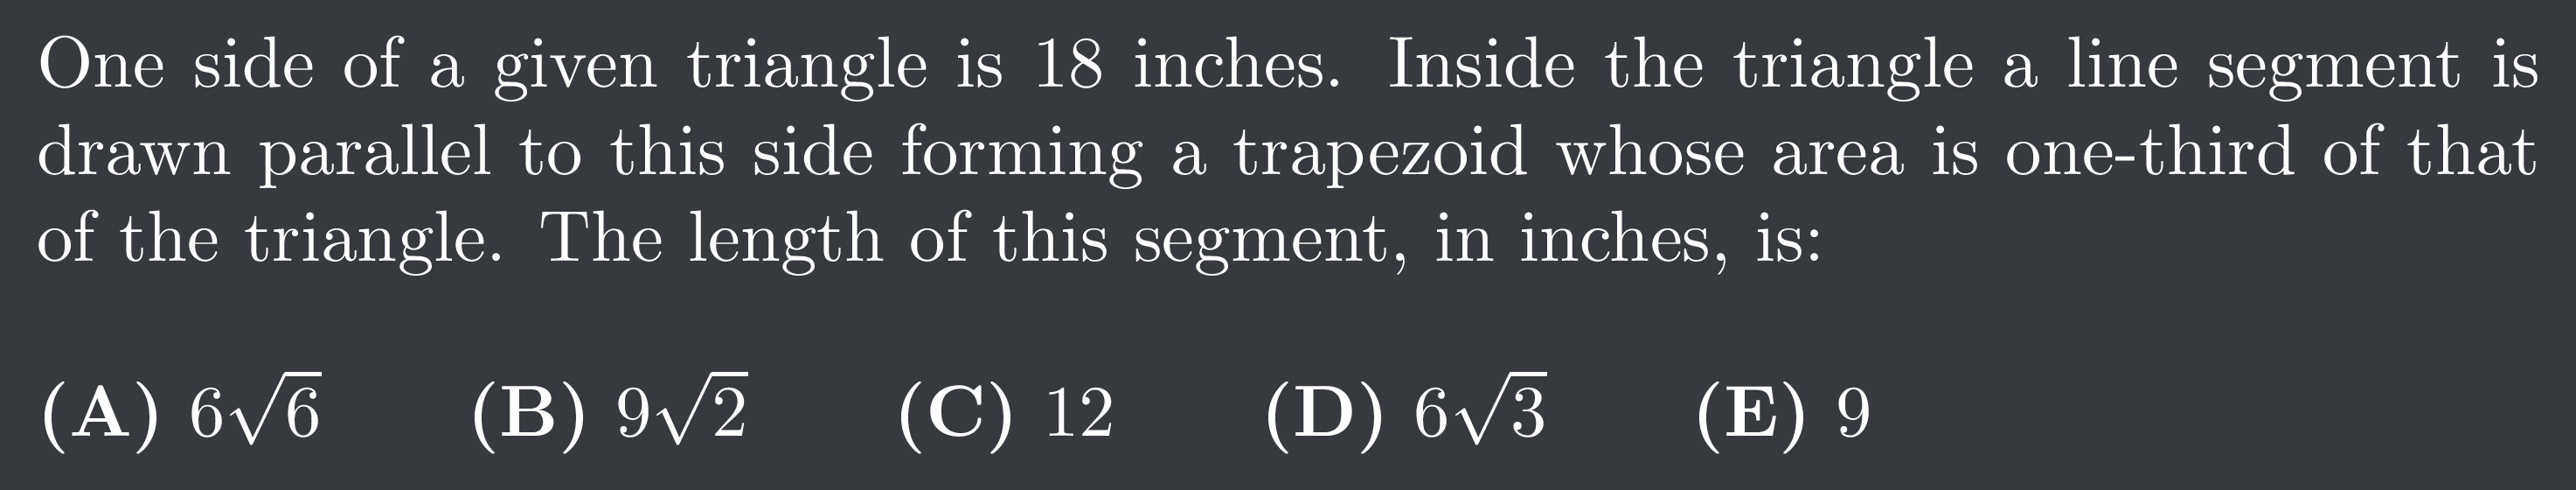 One side of a given triangle is 18 inches. Inside the triangle a line segment is
drawn parallel to this side forming a trapezoid whose area is one-third of that
of the triangle. The length of this segment, in inches, is:
(A) 6√6 (B) 9√2 (C) 12 (D) 6√3 (E) 9